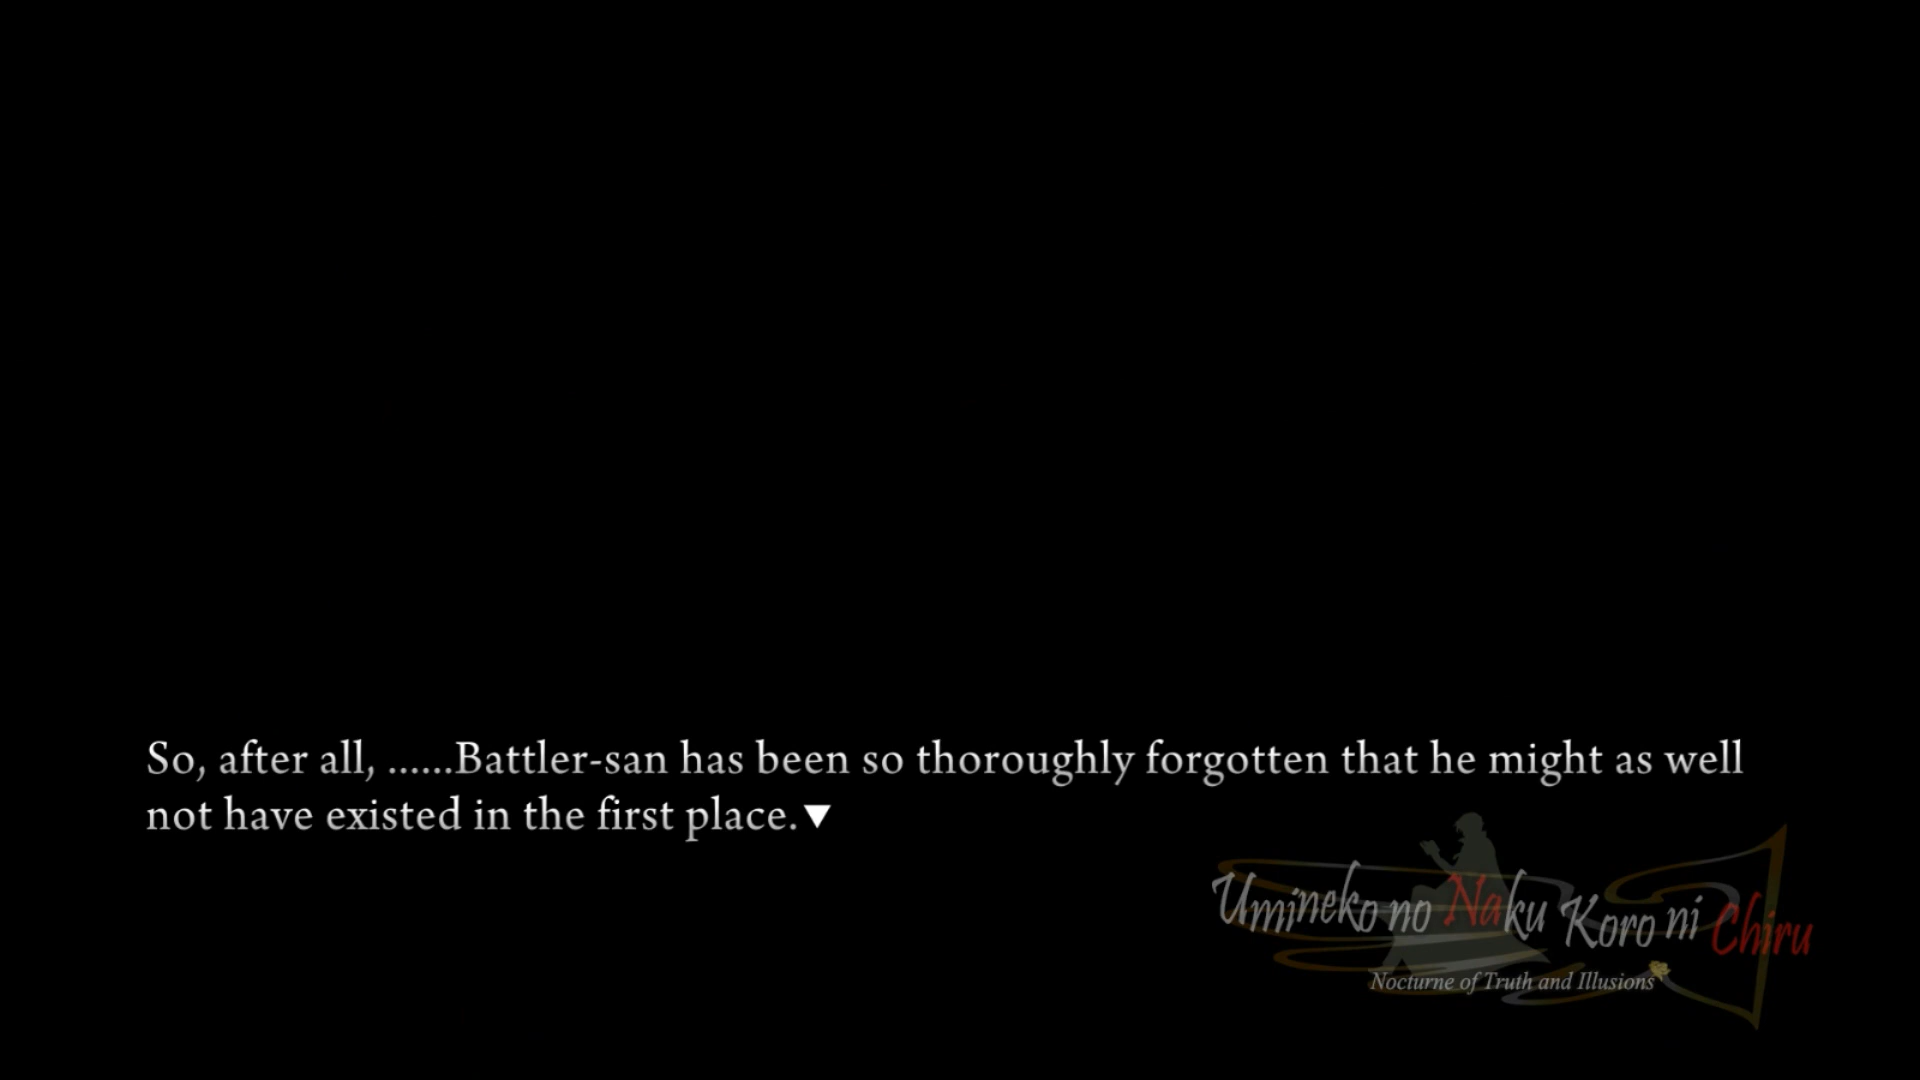 So, after all, ......Battler-san has been so thoroughly forgotten that he might as well
not have existed in the first place.▼
Umineko no Naku Koro ni Chiru
Nocturne of Truth and Illusions